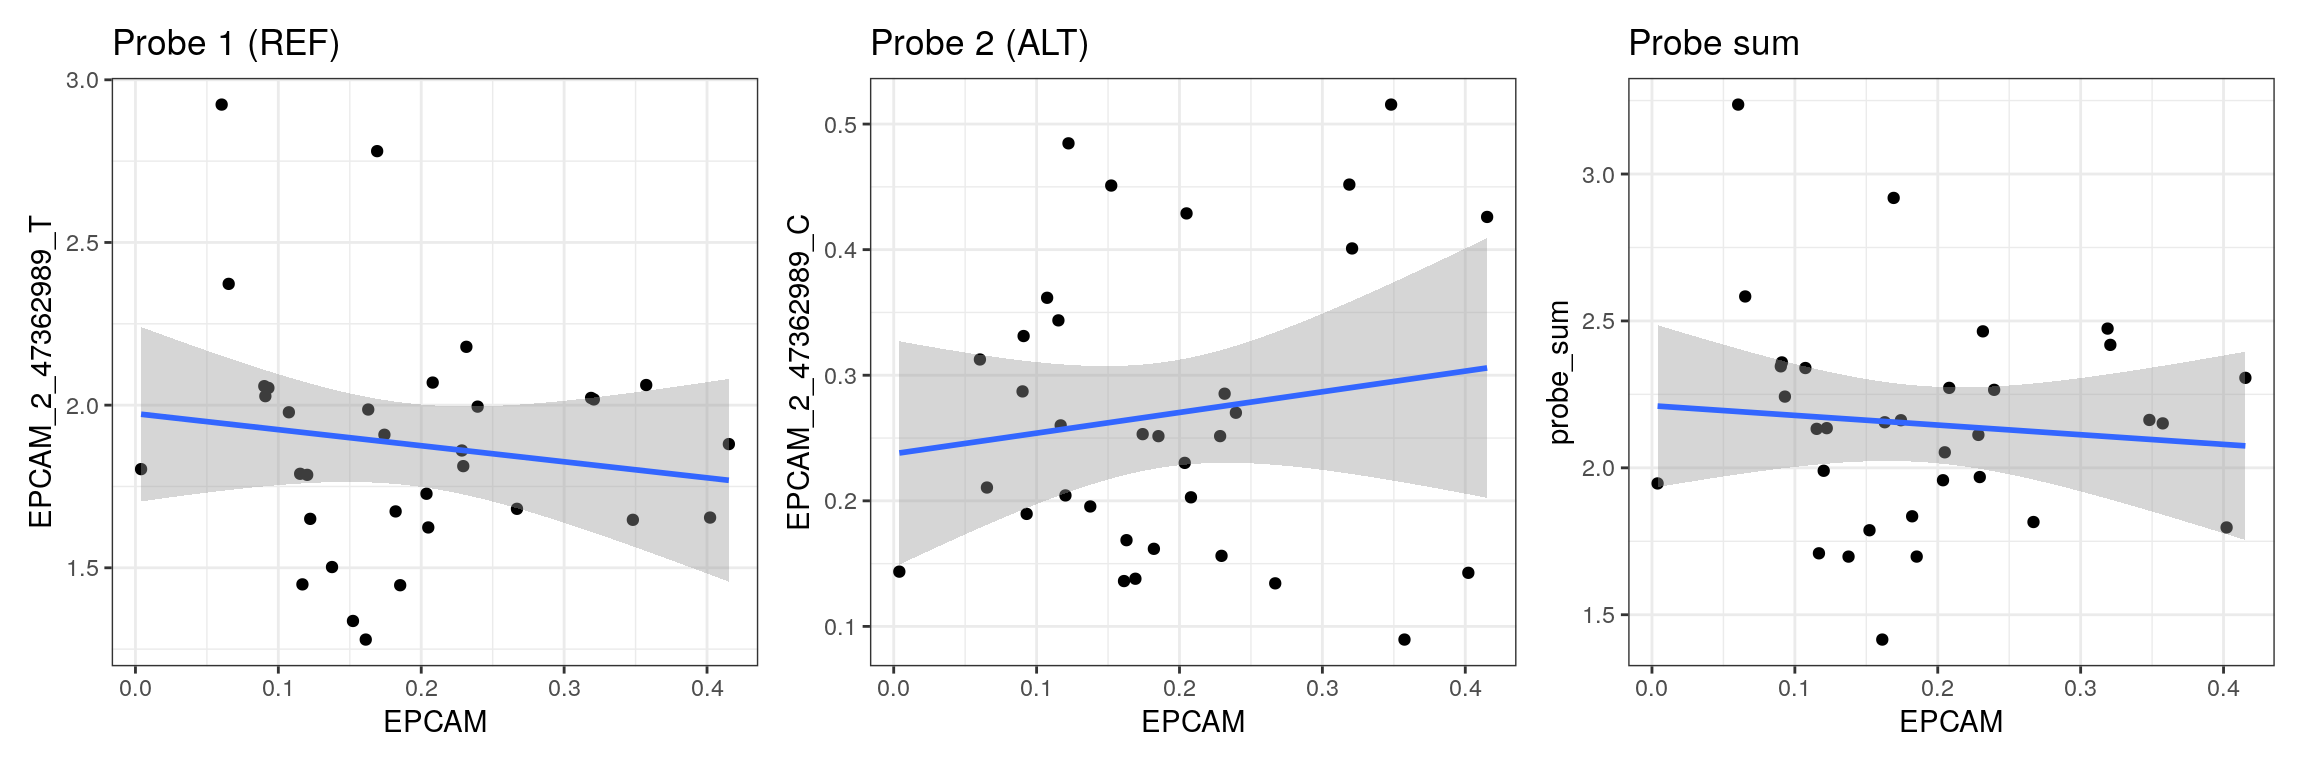 Probe 1 (REF)
EPCAM_2_47362989_T
3.0
2.5
2.0
1.5
0.0 0.1 0.2 0.3 0.4
EPCAM
Probe 2 (ALT)
EPCAM_2_47362989_C
0.5
0.4
0.3
0.2
0.1
0.0 0.1 0.2 0.3 0.4
EPCAM
Probe sum
probe_sum
3.0
2.5
2.0
1.5
0.0 0.1 0.2 0.3 0.4
EPCAM